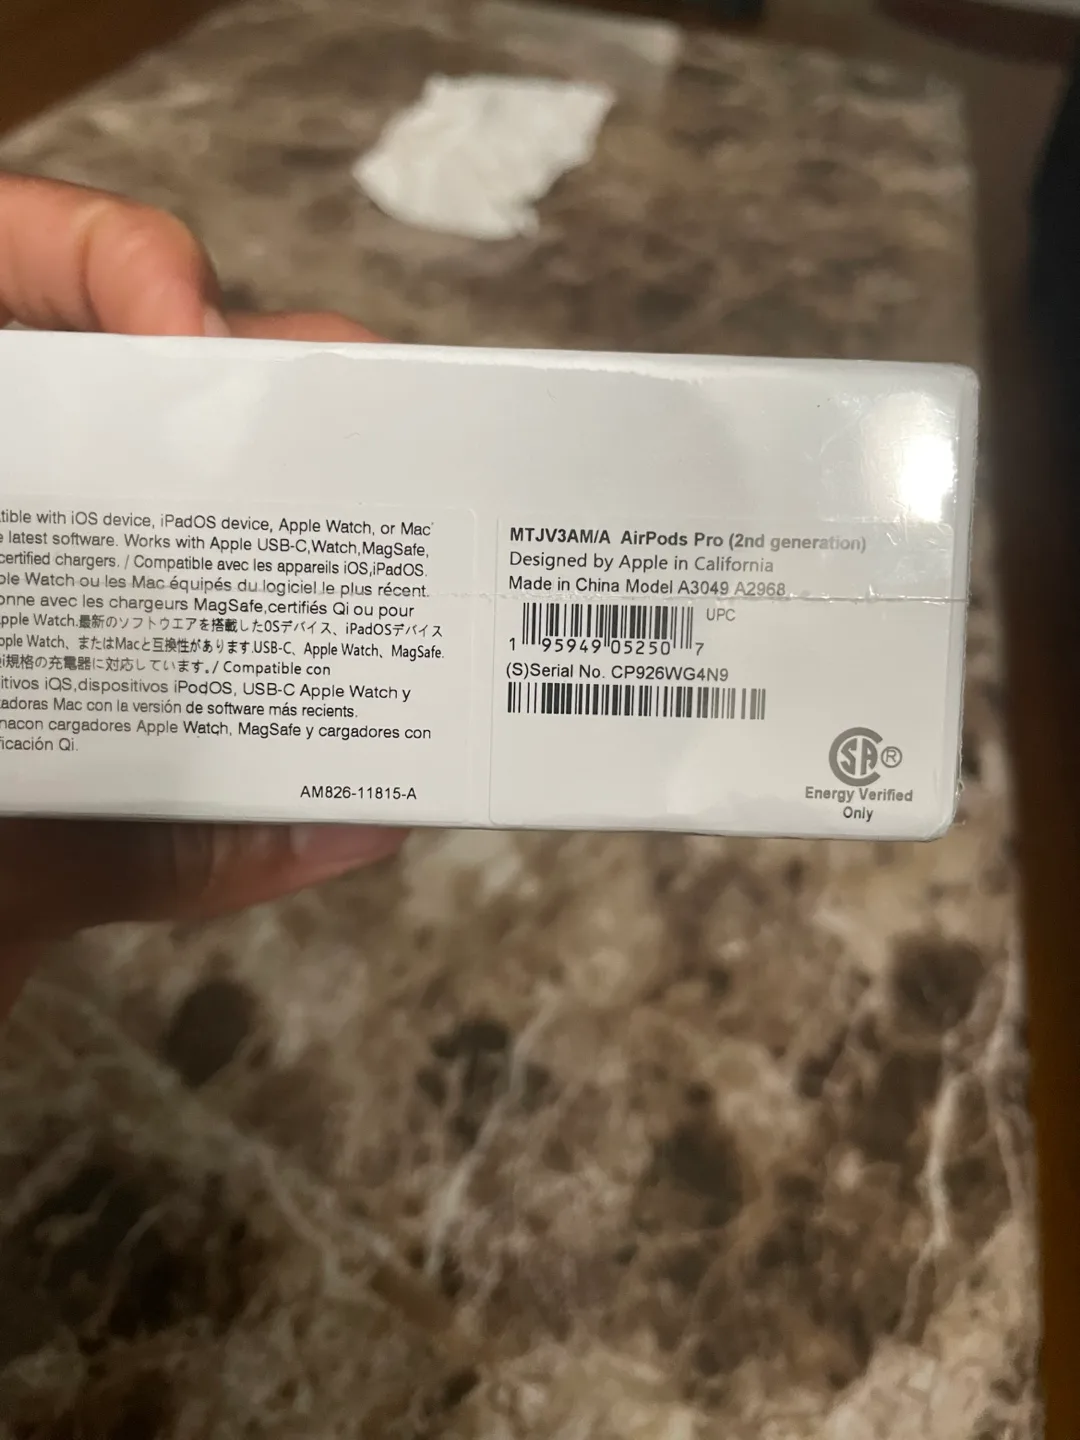 tible with iOS device, iPadOS device, Apple Watch, or Mac
e latest software. Works with Apple USB-C,Watch,MagSafe,
certified chargers. / Compatible avec les appareils iOS,iPadOS.
ple Watch ou les Mac équipés du logiciel le plus récent.
onne avec les chargeurs MagSafe,certifiés Qi ou pour
pple Watch.最新のソフトウエアを搭載したOSデバイス、iPadOSデバイス
pple Watch、またはMacと互換性があります.USB-C、Apple Watch、MagSafe.
i規格の充電器に対応しています。/ Compatible con
itivos iQS,dispositivos iPodOS, USB-C Apple Watch y
adoras Mac con la versión de software más recients.
nacon cargadores Apple Watch, MagSafe y cargadores con
ficación Qi.
AM826-11815-A
MTJV3AM/A AirPods Pro (2nd generation)
Designed by Apple in California
Made in China Model A3049 A2968
UPC
1 95949 05250 7
(S)Serial No. CP926WG4N9
SA®
Energy Verified
Only